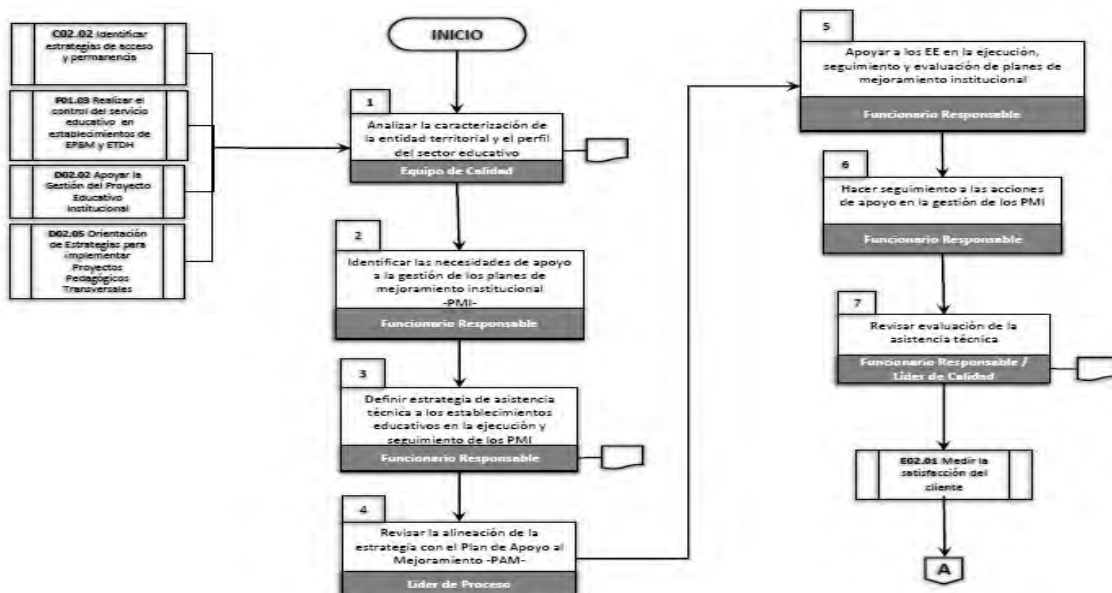 C02.02 Identificar
estrategias de acceso
y permanencia
F01.03 Realizar el
control del servicio
educativo en
establecimientos de
EPBM y ETDH
D02.02 Apoyar la
Gestión del Proyecto
Educativo
Institucional
D02.05 Orientación
de Estrategias para
implementar
Proyectos
Pedagógicos
Transversales
INICIO
1
Analizar la caracterización de
la entidad territorial y el perfil
del sector educativo
Equipo de Calidad
2
Identificar las necesidades de apoyo
a la gestión de los planes de
mejoramiento institucional
-PMI-
Funcionario Responsable
3
Definir estrategia de asistencia
técnica a los establecimientos
educativos en la ejecución y
seguimiento de los PMI
Funcionario Responsable
4
Revisar la alineación de la
estrategia con el Plan de Apoyo al
Mejoramiento -PAM-
Líder de Proceso
5
Apoyar a los EE en la ejecución,
seguimiento y evaluación de planes de
mejoramiento institucional
Funcionario Responsable
6
Hacer seguimiento a las acciones
de apoyo en la gestión de los PMI
Funcionario Responsable
7
Revisar evaluación de la
asistencia técnica
Funcionario Responsable /
Líder de Calidad
E02.01 Medir la
satisfacción del
cliente
A